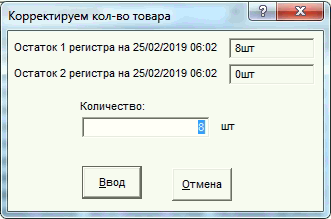 Корректируем кол-во товара
Остаток 1 регистра на 25/02/2019 06:02 8шт
Остаток 2 регистра на 25/02/2019 06:02 0шт
Количество:
8 шт
Ввод Отмена